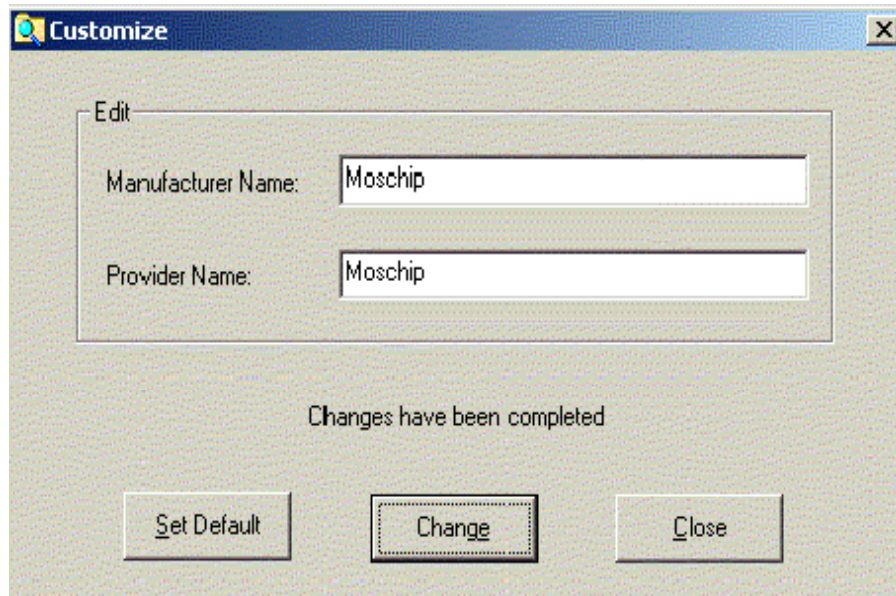 Customize
Edit
Manufacturer Name:
Moschip
Provider Name:
Moschip
Changes have been completed
Set Default
Change
Close